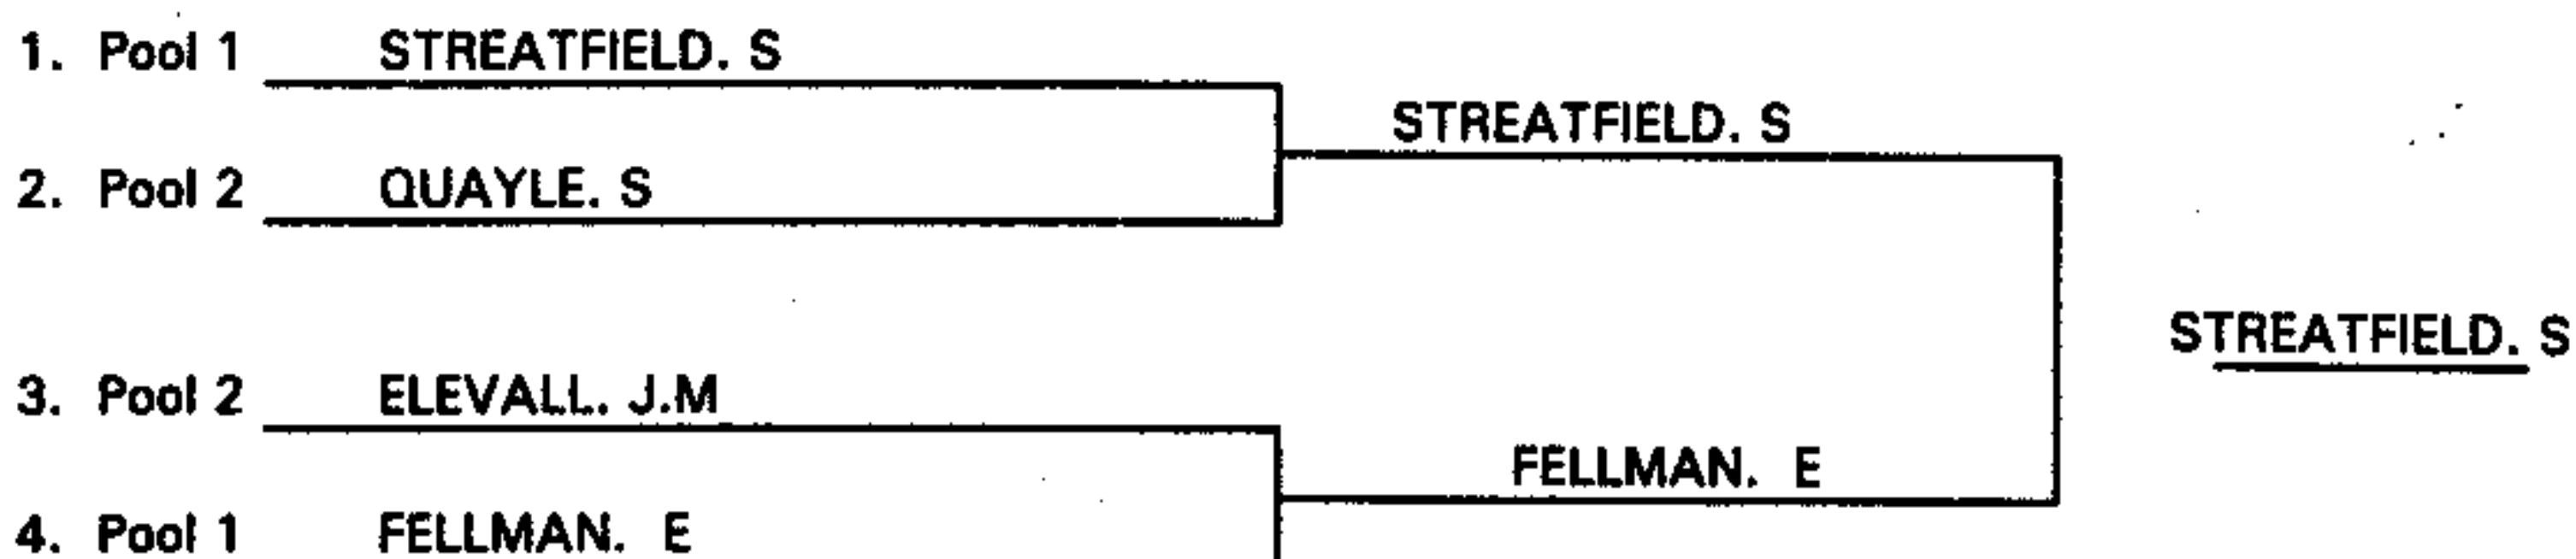 1. Pool 1 STREATFIELD. S
STREATFIELD. S
2. Pool 2 QUAYLE. S
STREATFIELD. S
3. Pool 2 ELEVALL. J.M
FELLMAN. E
4. Pool 1 FELLMAN. E